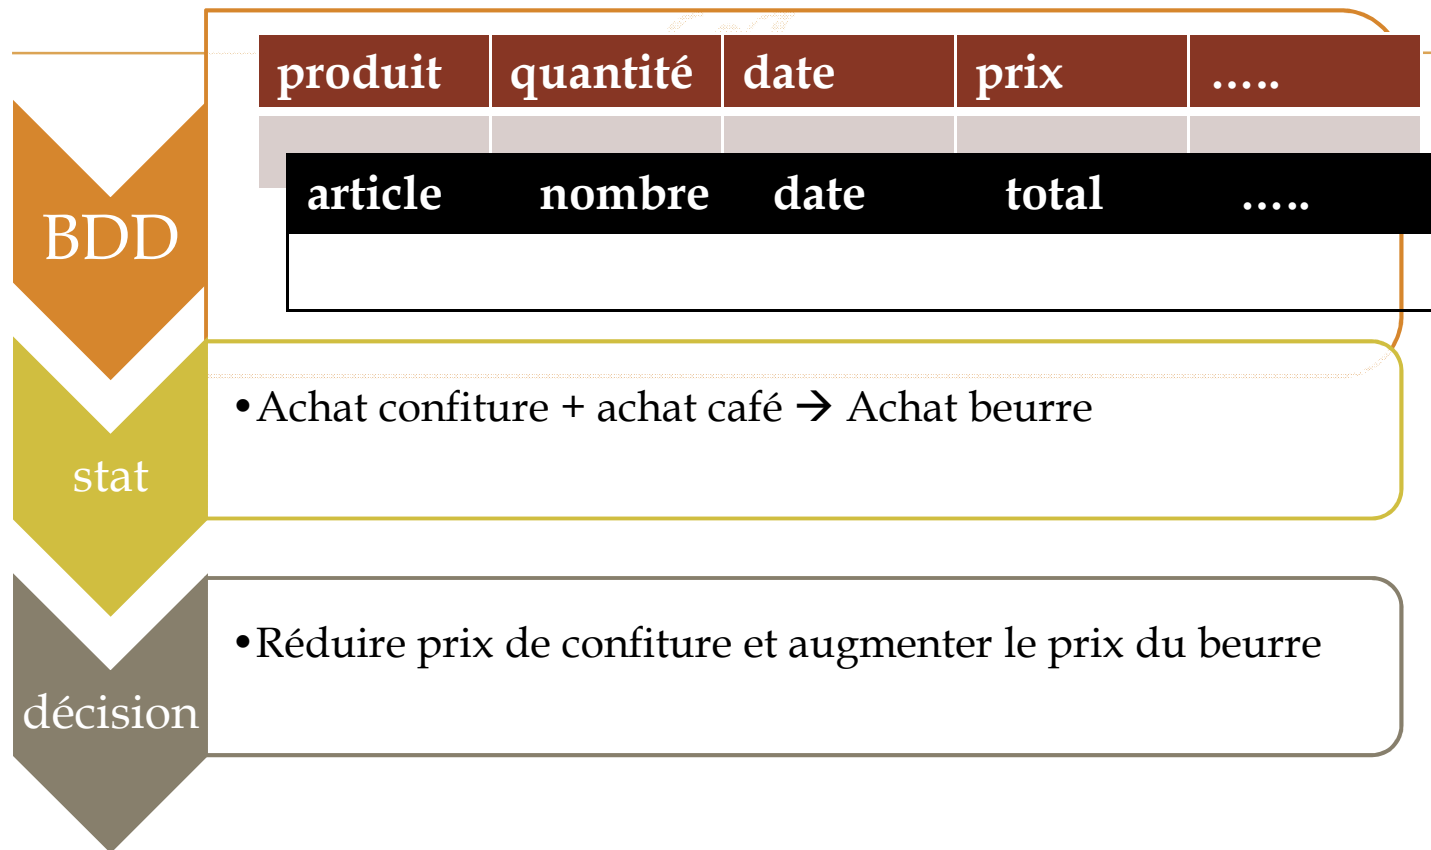 produit quantité date prix .....
article nombre date total .....
BDD
•Achat confiture + achat café → Achat beurre
stat
•Réduire prix de confiture et augmenter le prix du beurre
décision